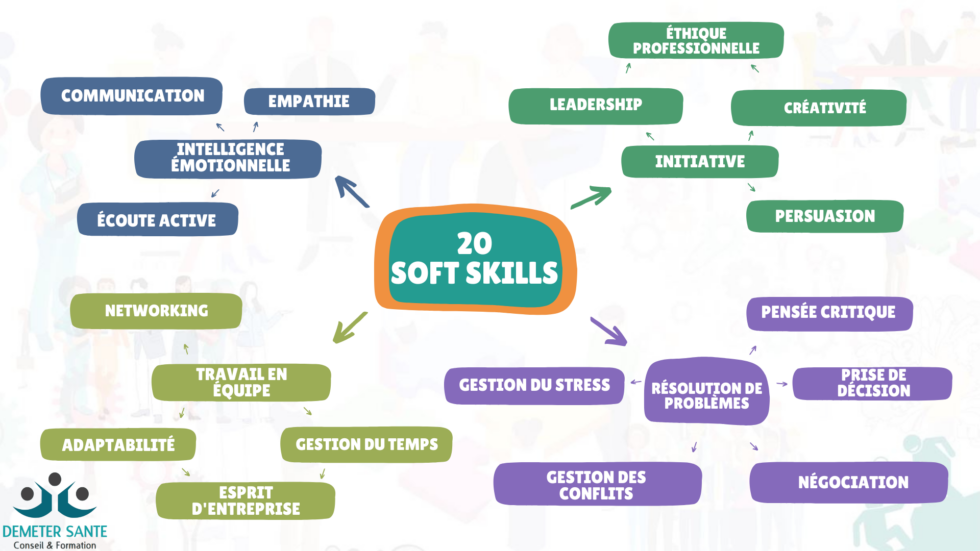 20
SOFT SKILLS
COMMUNICATION
EMPATHIE
INTELLIGENCE
ÉMOTIONNELLE
ÉCOUTE ACTIVE
ÉTHIQUE
PROFESSIONNELLE
LEADERSHIP
CRÉATIVITÉ
INITIATIVE
PERSUASION
NETWORKING
TRAVAIL EN
ÉQUIPE
ADAPTABILITÉ
GESTION DU TEMPS
ESPRIT
D'ENTREPRISE
PENSÉE CRITIQUE
GESTION DU STRESS
RÉSOLUTION DE
PROBLÈMES
PRISE DE
DÉCISION
GESTION DES
CONFLITS
NÉGOCIATION
DEMETER SANTE
Conseil & Formation